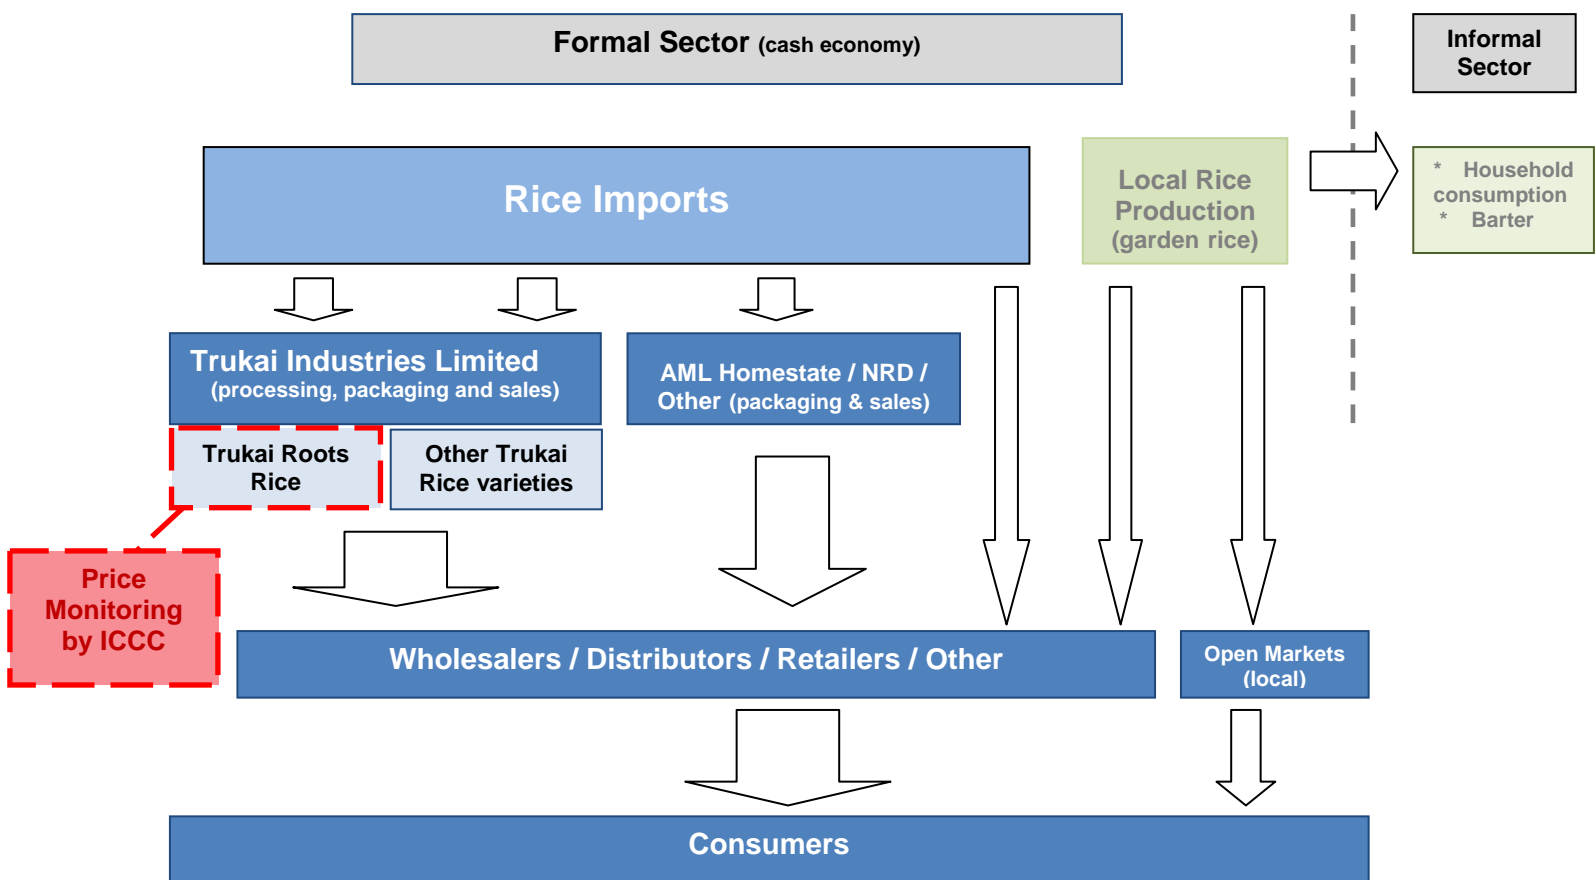 Formal Sector (cash economy)
Informal
Sector
Rice Imports
Local Rice
Production
(garden rice)
* Household
consumption
* Barter
Trukai Industries Limited
(processing, packaging and sales)
AML Homestate / NRD /
Other (packaging & sales)
Trukai Roots
Rice
Other Trukai
Rice varieties
Price
Monitoring
by ICCC
Wholesalers / Distributors / Retailers / Other
Open Markets
(local)
Consumers